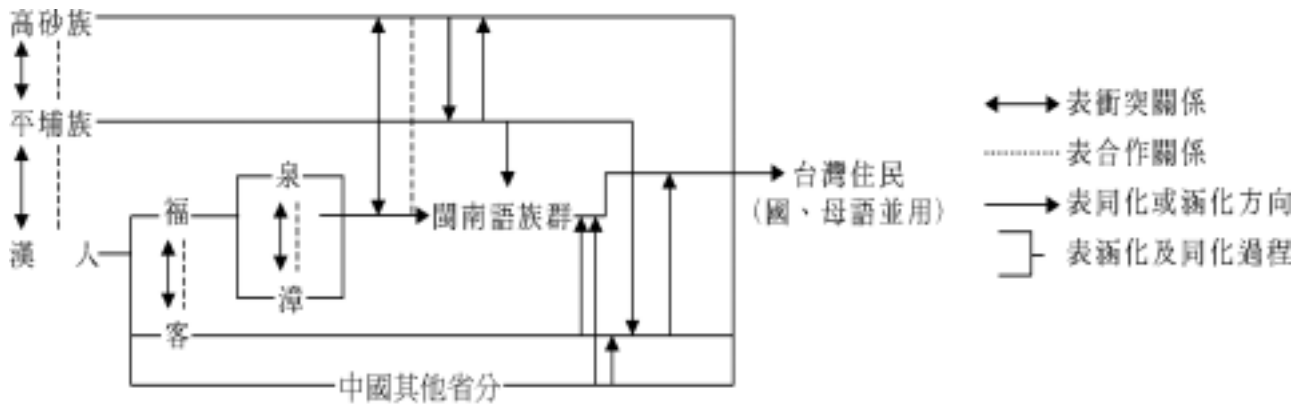 高砂族
平埔族
泉
福
漳
漢 人
客
中國其他省分
閩南語族群
台灣住民
(國、母語並用)
表衝突關係
表合作關係
表同化或涵化方向
表涵化及同化過程